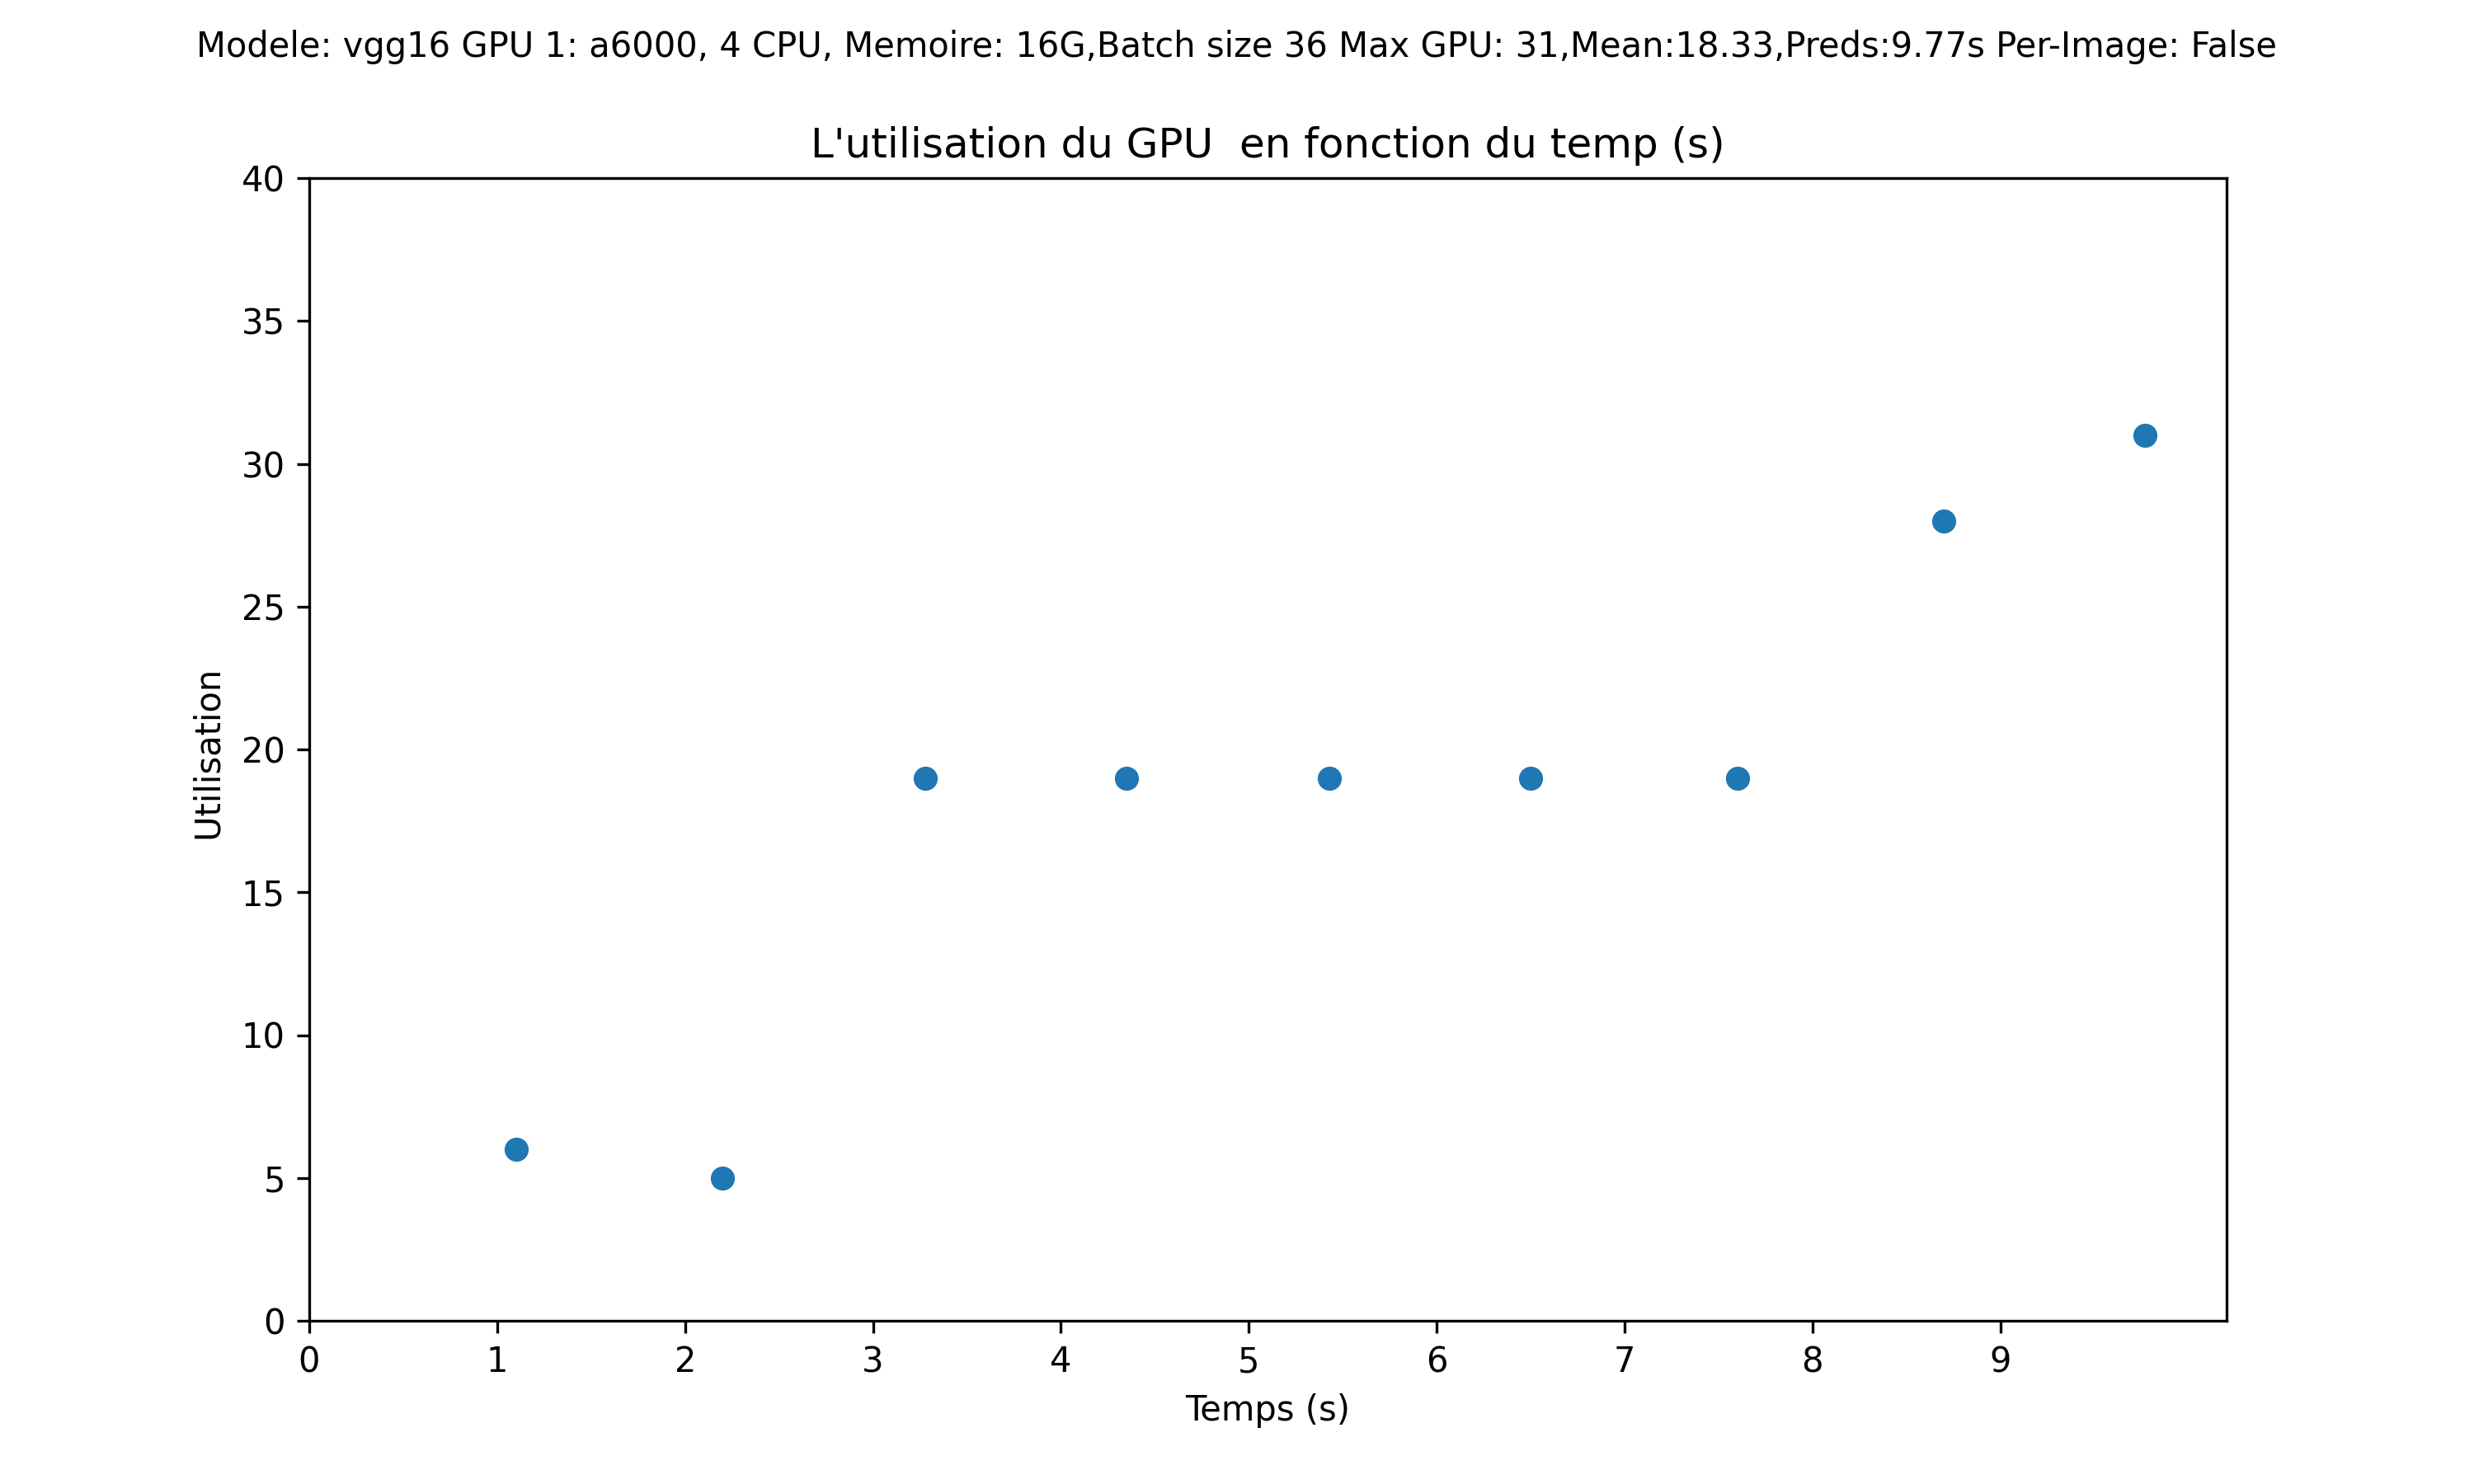 Modele: vgg16 GPU 1: a6000, 4 CPU, Memoire: 16G,Batch size 36 Max GPU: 31,Mean:18.33,Preds:9.77s Per-Image: False
L'utilisation du GPU  en fonction du temp (s)
40
35
30
25
20
15
10
5
0
Utilisation
0 1 2 3 4 5 6 7 8 9
Temps (s)